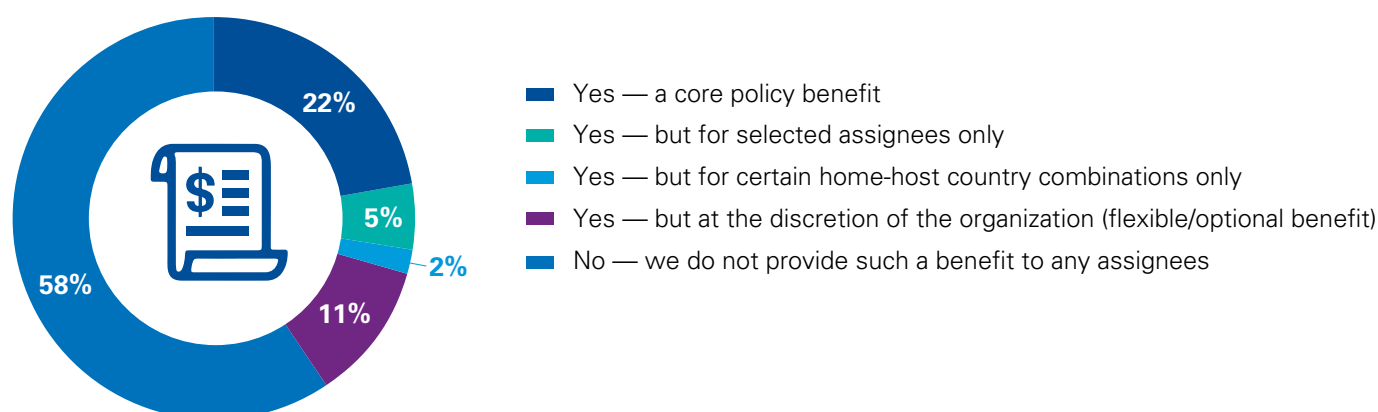 22%
5%
2%
11%
58%
$
Yes — a core policy benefit
Yes — but for selected assignees only
Yes — but for certain home-host country combinations only
Yes — but at the discretion of the organization (flexible/optional benefit)
No — we do not provide such a benefit to any assignees